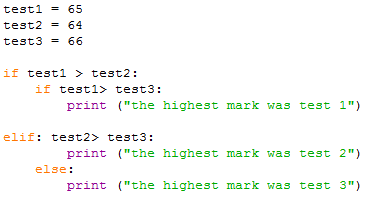 test1 = 65
test2 = 64
test3 = 66
if test1 > test2:
    if test1> test3:
        print ("the highest mark was test 1")
elif: test2> test3:
        print ("the highest mark was test 2")
    else:
        print ("the highest mark was test 3")